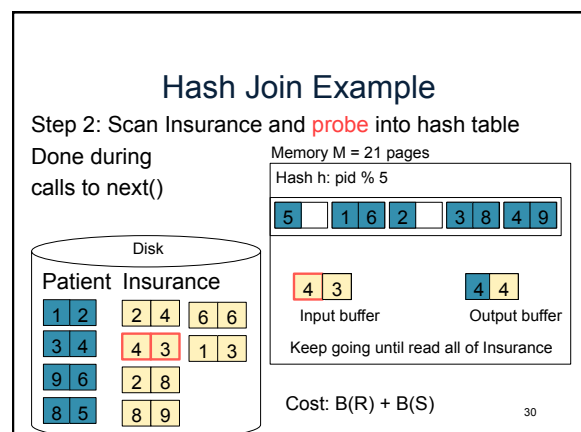 Hash Join Example
Step 2: Scan Insurance and probe into hash table
Done during
calls to next()
Memory M = 21 pages
Hash h: pid % 5
5 1 6 2 3 8 4 9
4 3
Input buffer
4 4
Output buffer
Keep going until read all of Insurance
Disk
Patient Insurance
1 2 2 4 6 6
3 4 4 3 1 3
9 6 2 8
8 5 8 9
Cost: B(R) + B(S)
30